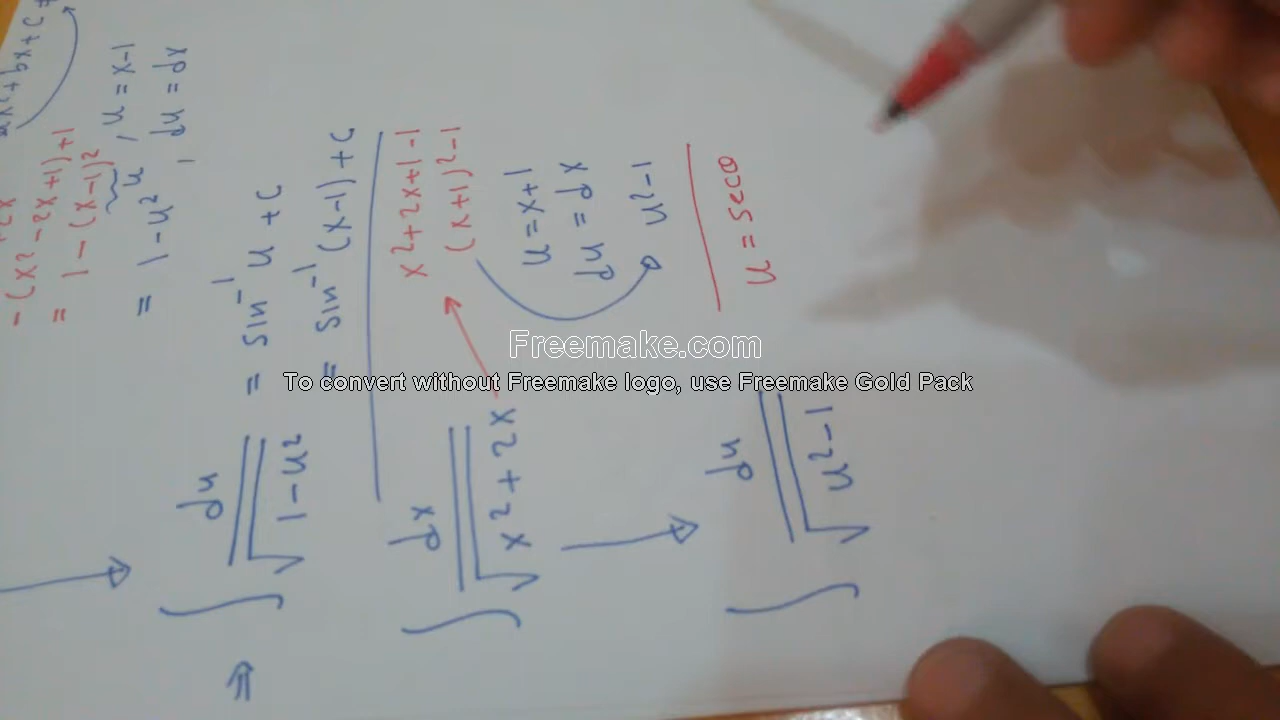 = 1 - (x-1)², u = x-1
= 1 - u², du = dx
⇒ ∫ du/√(1-u²) = sin⁻¹ u + c
= sin⁻¹ (x-1) + c
∫ dx/√(x²+2x)
x²+2x+1-1
(x+1)²-1
u = x+1
du = dx
u²-1
∫ du/√(u²-1)
u = secθ
Freemake.com
To convert without Freemake logo, use Freemake Gold Pack